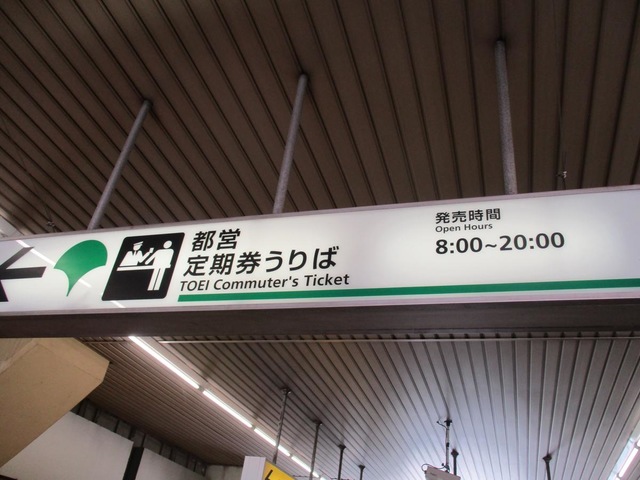 都営
定期券うりば
TOEI Commuter's Ticket
発売時間
Open Hours
8:00~20:00